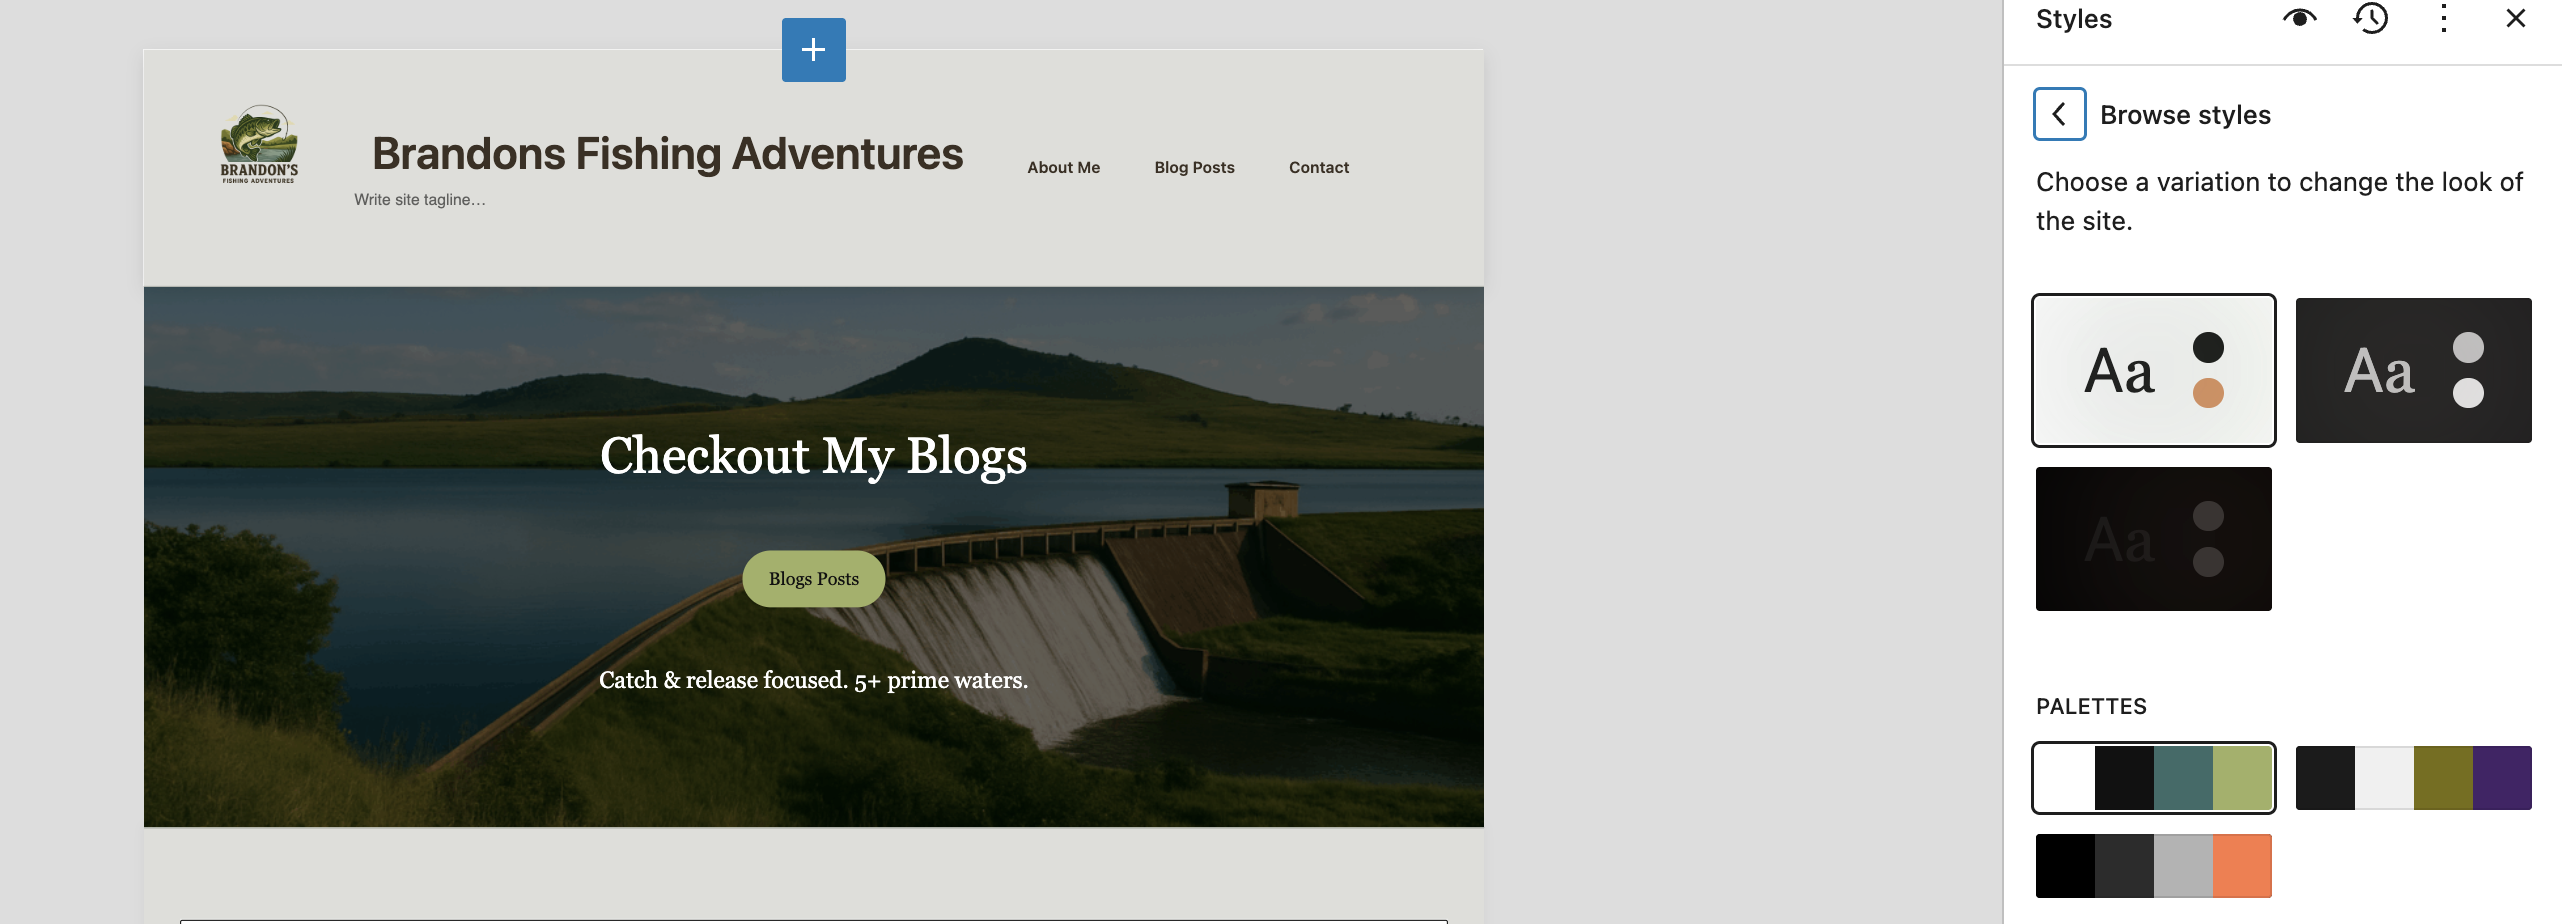 Styles
Browse styles
Choose a variation to change the look of
the site.
Aa
Aa
Aa
PALETTES
BRANDON'S
FISHING ADVENTURES
Brandons Fishing Adventures
Write site tagline…
About Me
Blog Posts
Contact
Checkout My Blogs
Blogs Posts
Catch & release focused. 5+ prime waters.